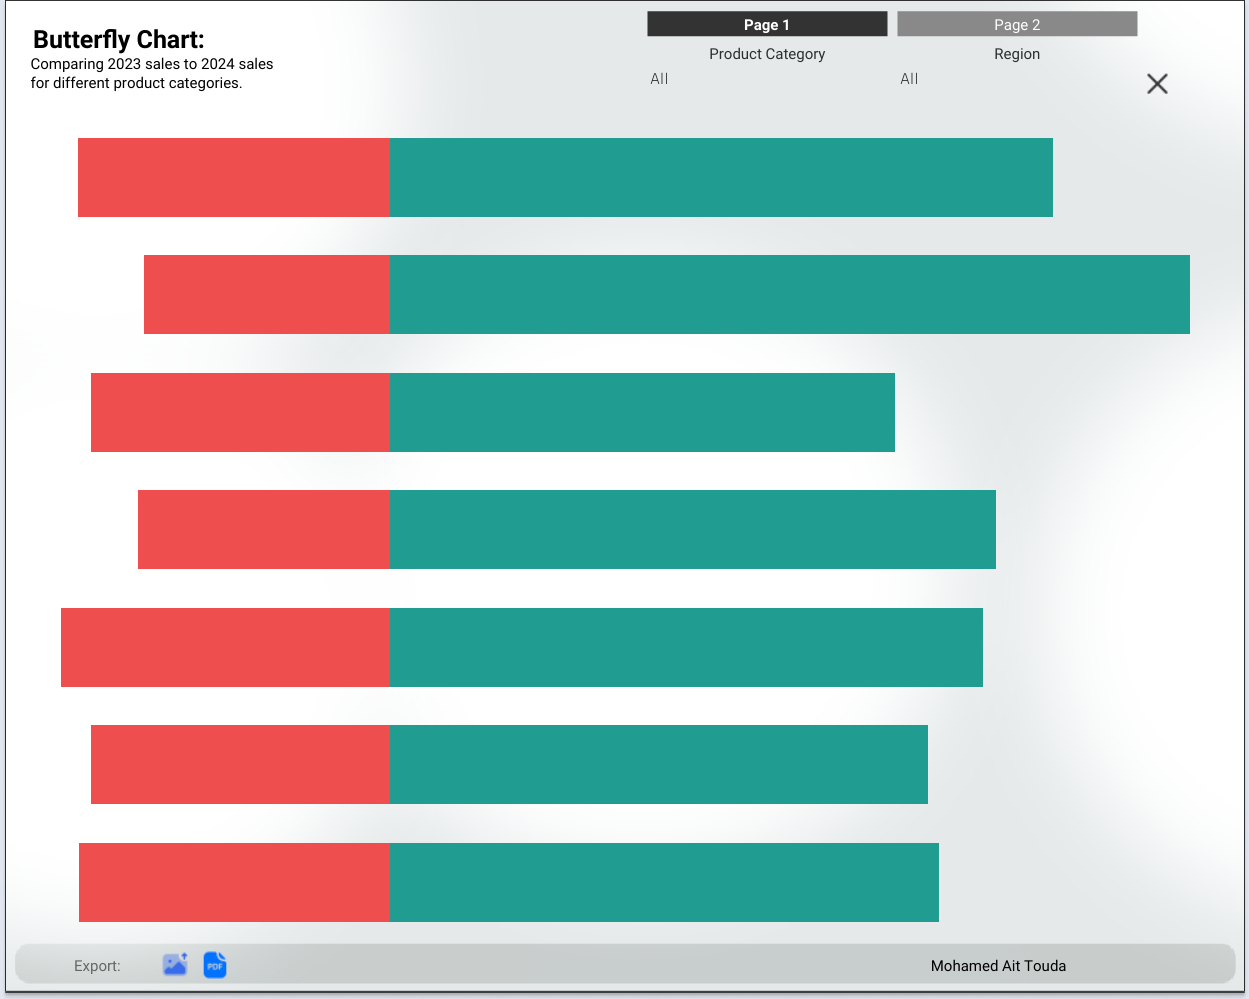 Butterfly Chart:
Comparing 2023 sales to 2024 sales
for different product categories.
Page 1
Page 2
Product Category
Region
All
All
Export:
PDF
Mohamed Ait Touda